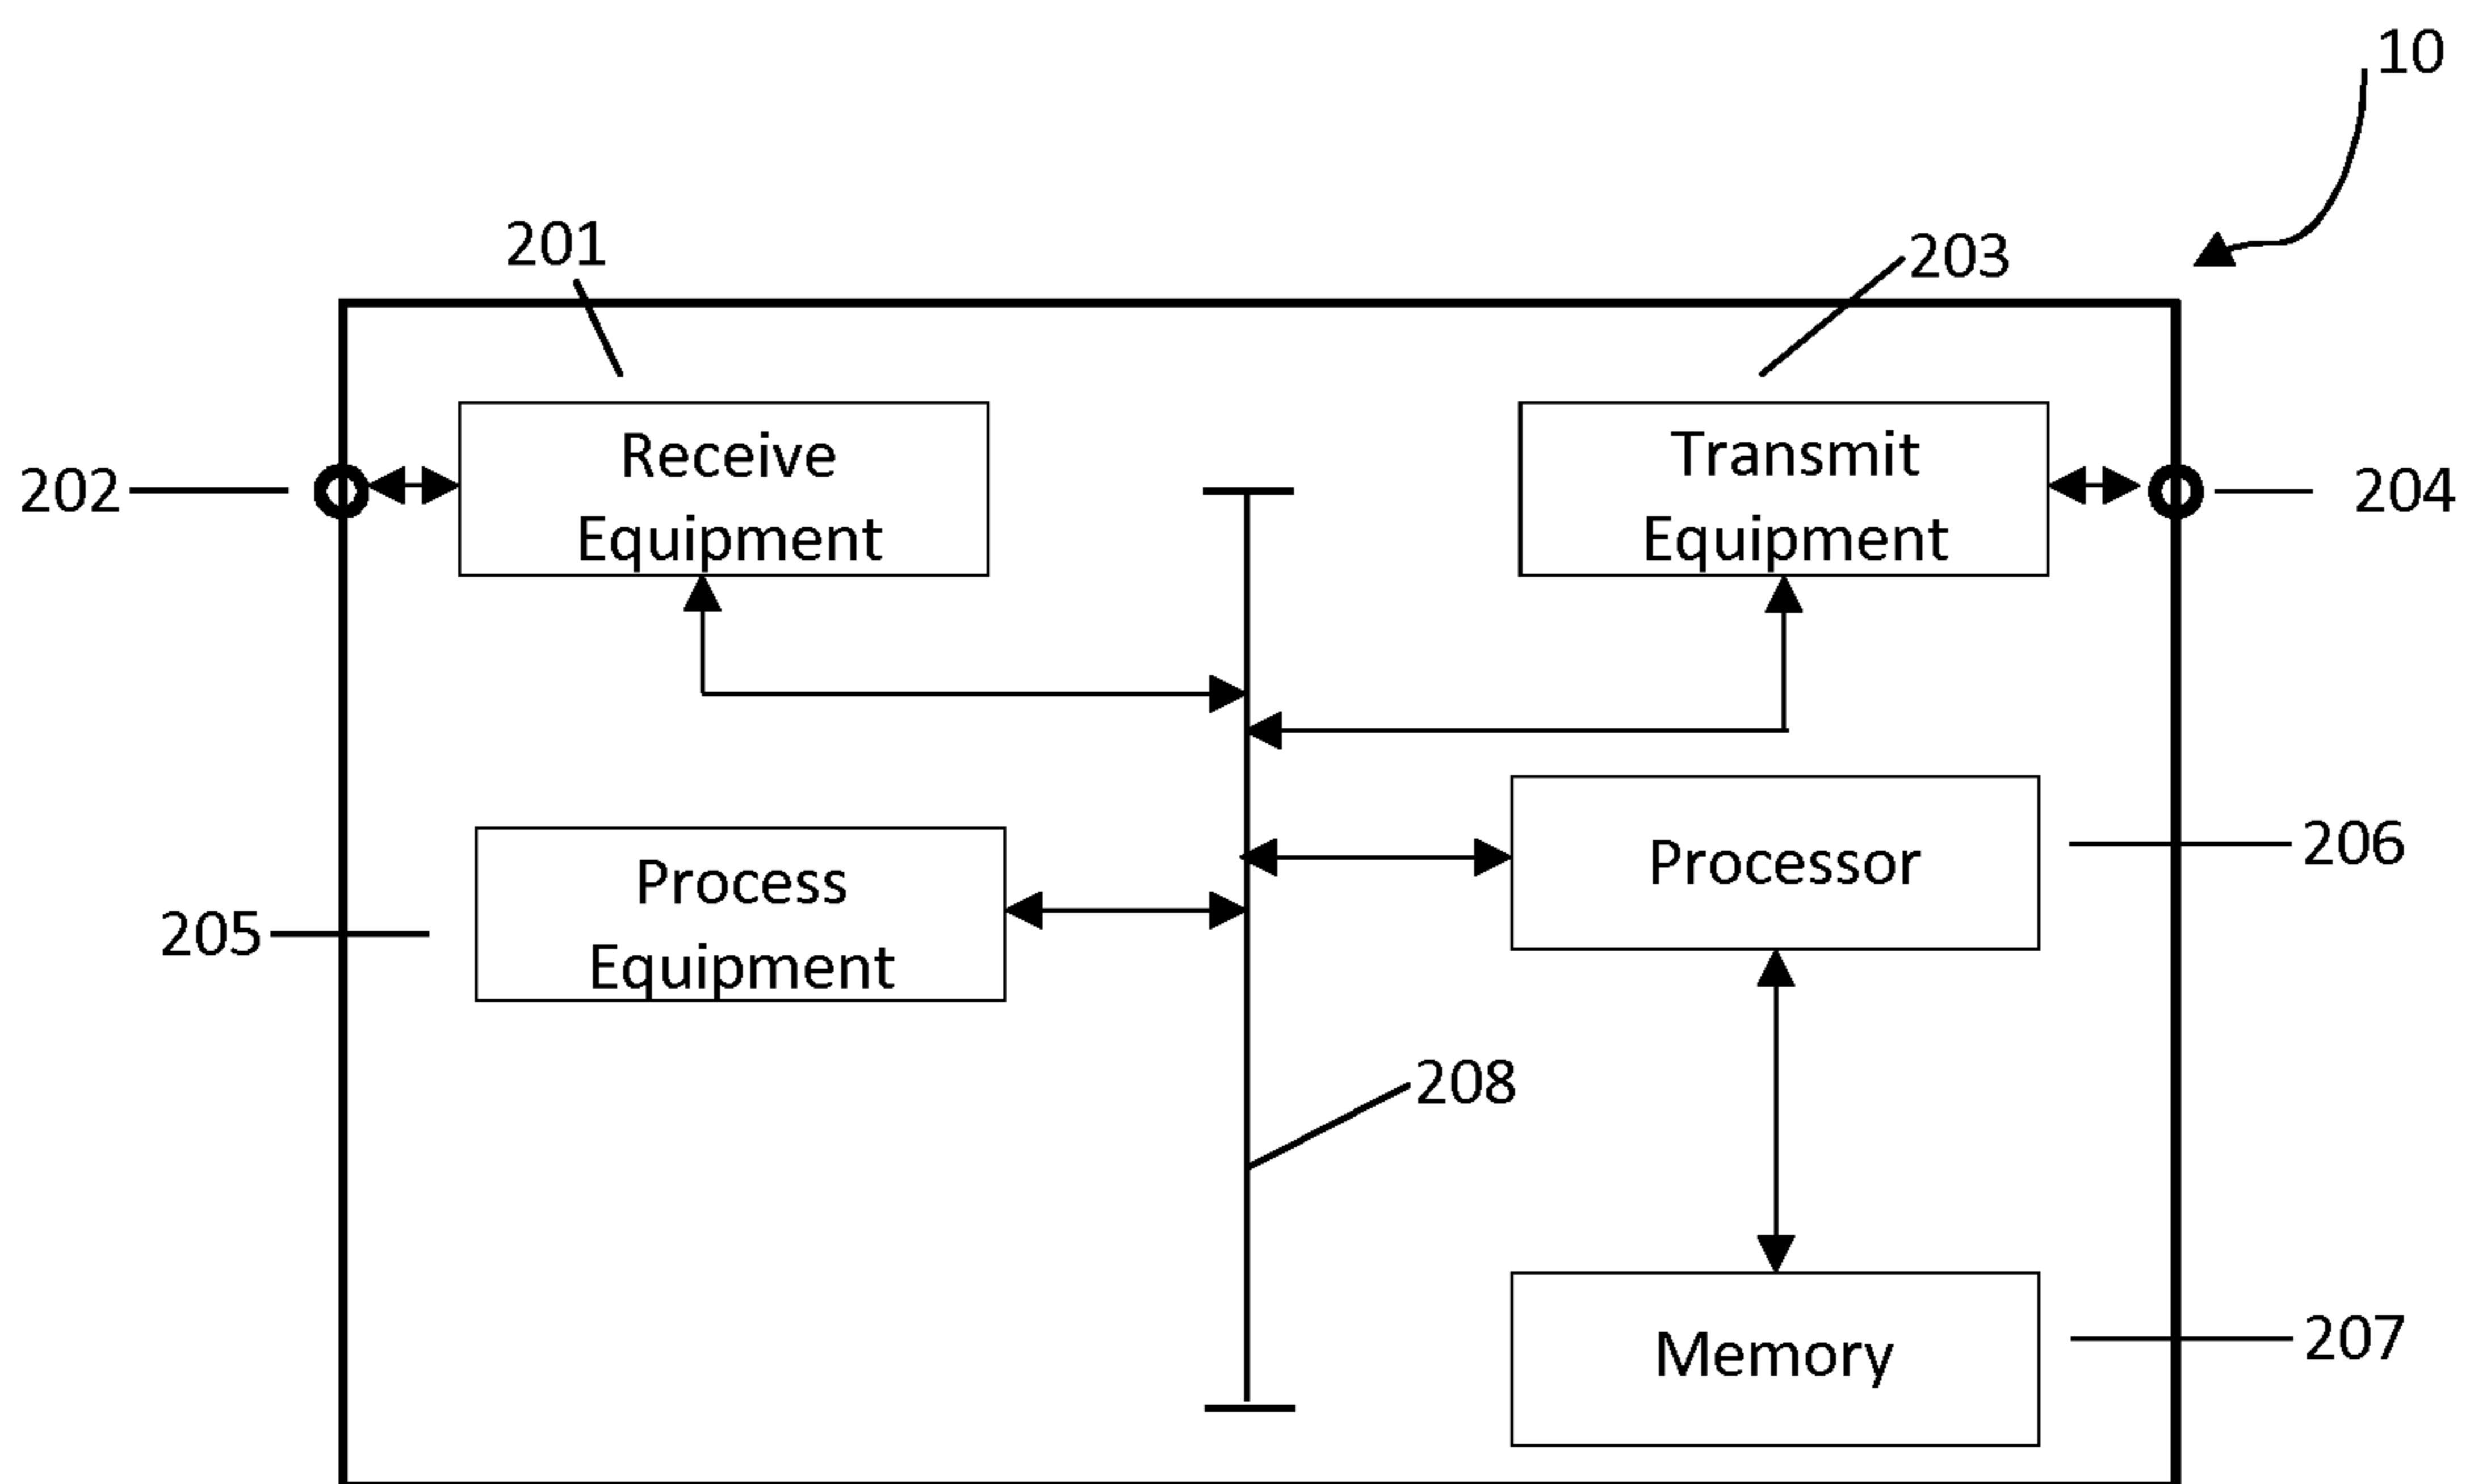 10
201
203
Receive
Equipment
Transmit
Equipment
202
204
Process
Equipment
Processor
206
205
208
Memory
207